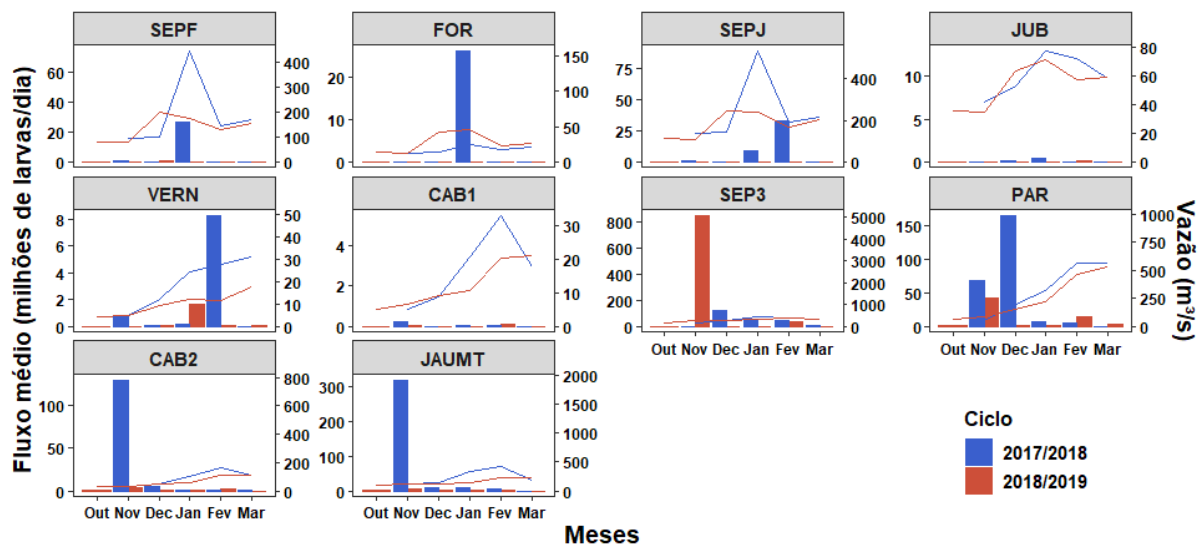 SEPF FOR SEPJ JUB
60 40 20 0
400 300 200 100 0
20 10 0
150 100 50 0
75 50 25 0
400 200 0
10 5 0
80 60 40 20 0
VERN CAB1 SEP3 PAR
8 6 4 2 0
50 40 30 20 10 0
4 2 0
30 20 10 0
800 600 400 200 0
5000 4000 3000 2000 1000 0
150 100 50 0
1000 750 500 250 0
Out Nov Dec Jan Fev Mar
Out Nov Dec Jan Fev Mar
CAB2 JAUMT
100 50 0
800 600 400 200 0
300 200 100 0
2000 1500 1000 500 0
Out Nov Dec Jan Fev Mar
Out Nov Dec Jan Fev Mar
Fluxo médio (milhões de larvas/dia)
Vazão (m³/s)
Meses
Ciclo
2017/2018
2018/2019